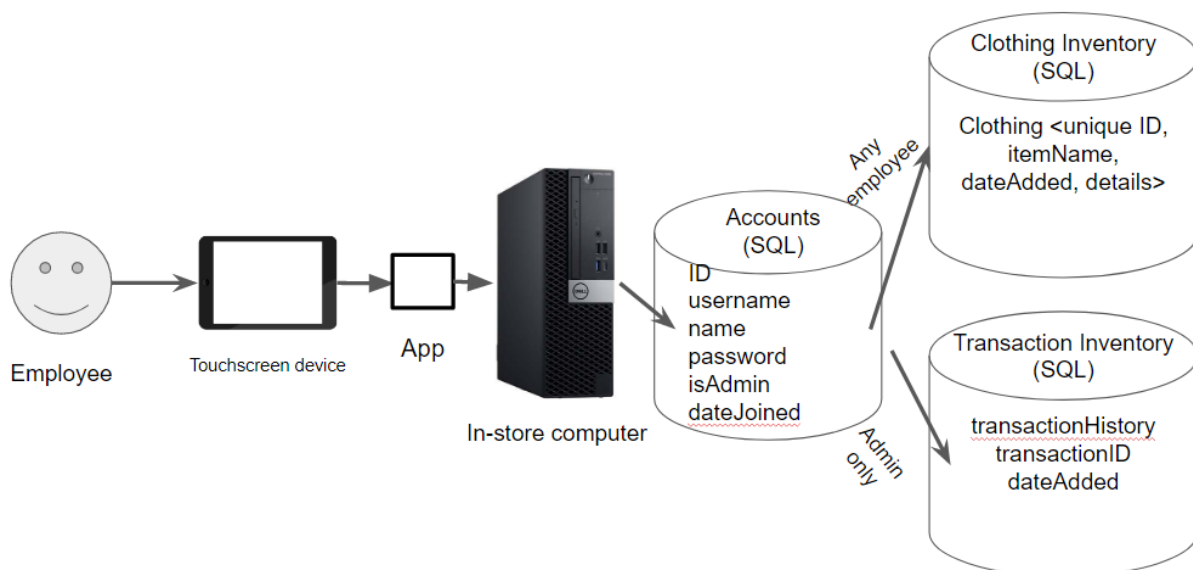 Employee
Touchscreen device
App
DELL
In-store computer
Accounts
(SQL)
ID
username
name
password
isAdmin
dateJoined
Any
employee
Admin
only
Clothing Inventory
(SQL)
Clothing <unique ID,
itemName,
dateAdded, details>
Transaction Inventory
(SQL)
transactionHistory
transactionID
dateAdded